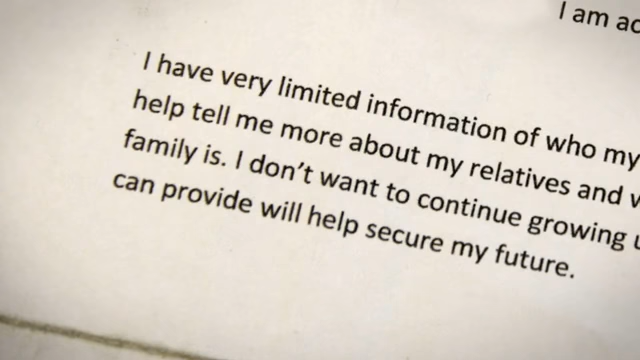 I am
I have very limited information of who my
help tell me more about my relatives and
family is. I don't want to continue growing
can provide will help secure my future.